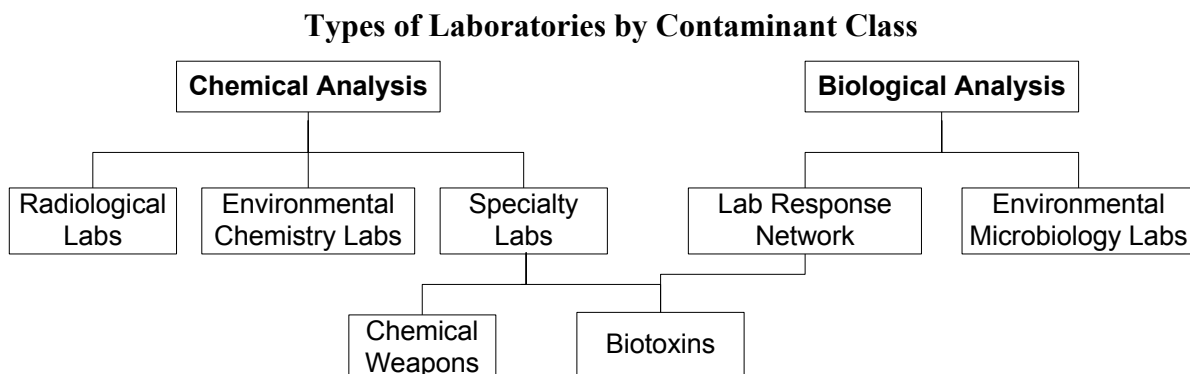 Types of Laboratories by Contaminant Class
Chemical Analysis
Biological Analysis
Radiological
Labs
Environmental
Chemistry Labs
Specialty
Labs
Lab Response
Network
Environmental
Microbiology Labs
Chemical
Weapons
Biotoxins